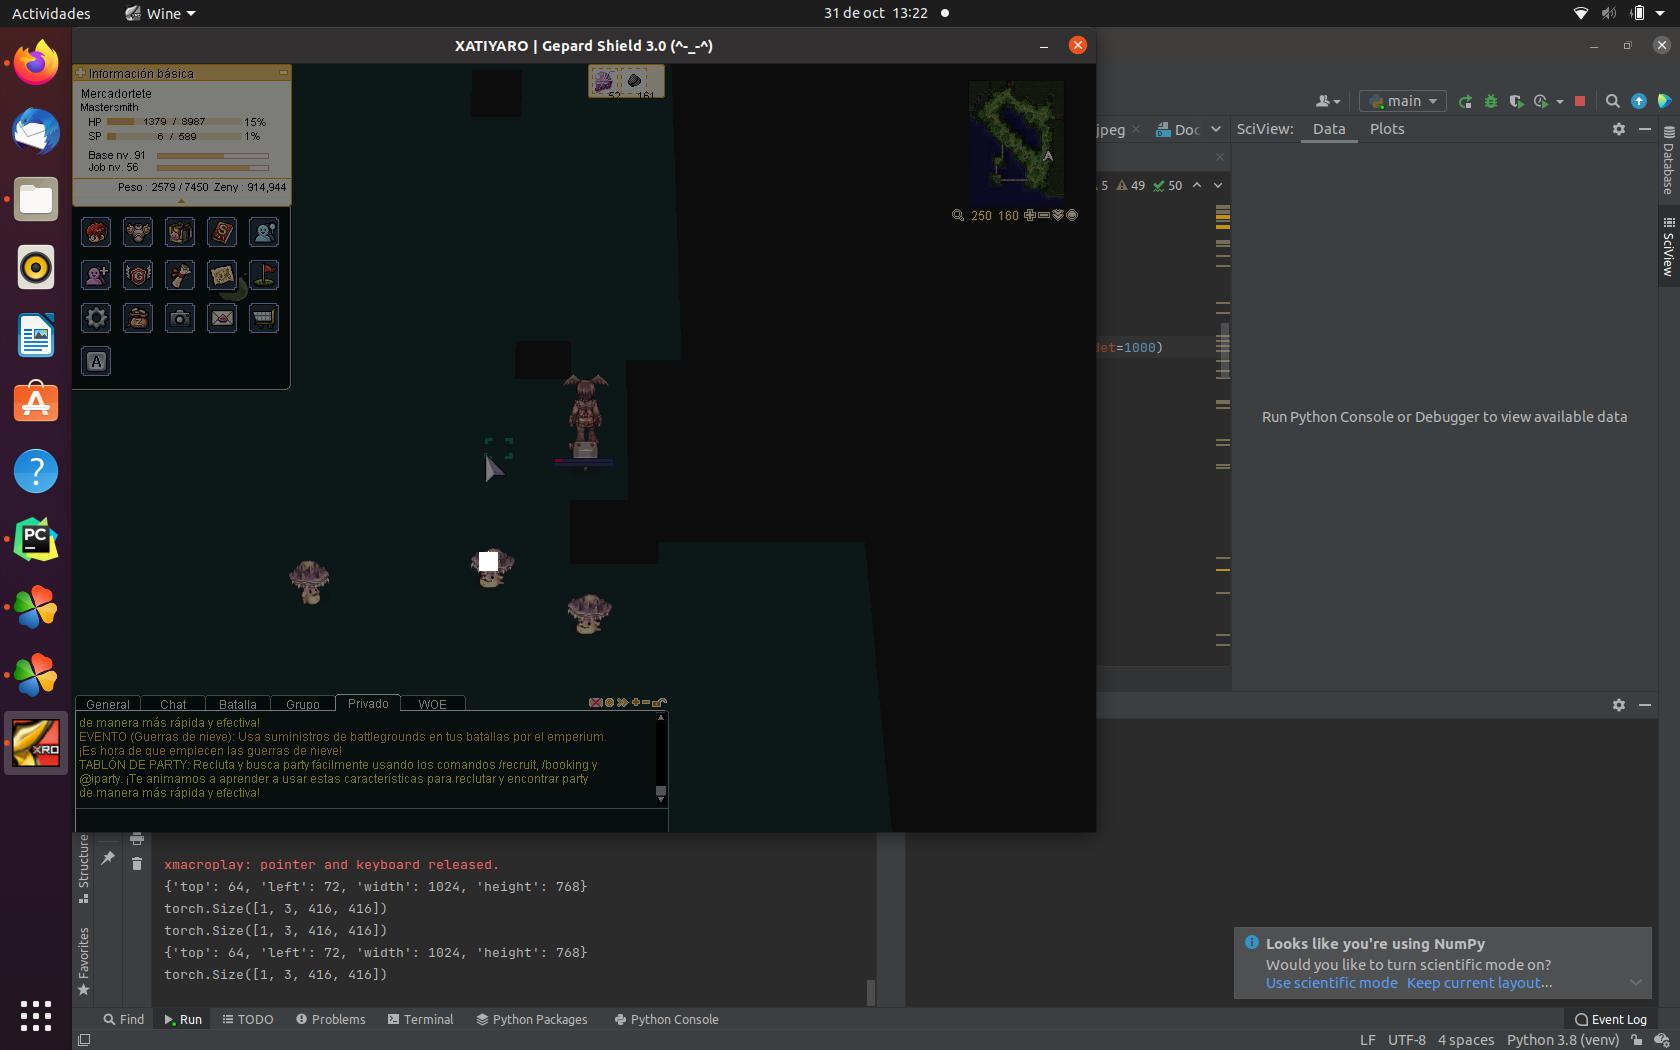 Actividades
Wine
31 de oct 13:22
XATIYARO | Gepard Shield 3.0 (^-_-^)
Información básica
Mercadortete
Mastersmith
HP 1379 / 8987 15%
SP 6 / 589 1%
Base nv. 91
Job nv. 56
Peso : 2579 / 7450 Zeny : 914,944
52 161
250 160
A
General Chat Batalla Grupo Privado WOE
de manera más rápida y efectiva!
EVENTO (Guerras de nieve): Usa suministros de battlegrounds en tus batallas por el emperium.
¡Es hora de que empiecen las guerras de nieve!
TABLÓN DE PARTY: Recluta y busca party fácilmente usando los comandos /recruit, /booking y
@iparty. ¡Te animamos a aprender a usar estas características para reclutar y encontrar party
de manera más rápida y efectiva!
main
jpeg
Doc
SciView: Data Plots
5 49 50
det=1000)
Run Python Console or Debugger to view available data
Database
SciView
PC
XRO
Structure
Favorites
xmacroplay: pointer and keyboard released.
{'top': 64, 'left': 72, 'width': 1024, 'height': 768}
torch.Size([1, 3, 416, 416])
torch.Size([1, 3, 416, 416])
{'top': 64, 'left': 72, 'width': 1024, 'height': 768}
torch.Size([1, 3, 416, 416])
Looks like you're using NumPy
Would you like to turn scientific mode on?
Use scientific mode Keep current layout...
Find Run TODO Problems Terminal Python Packages Python Console
Event Log
LF UTF-8 4 spaces Python 3.8 (venv)